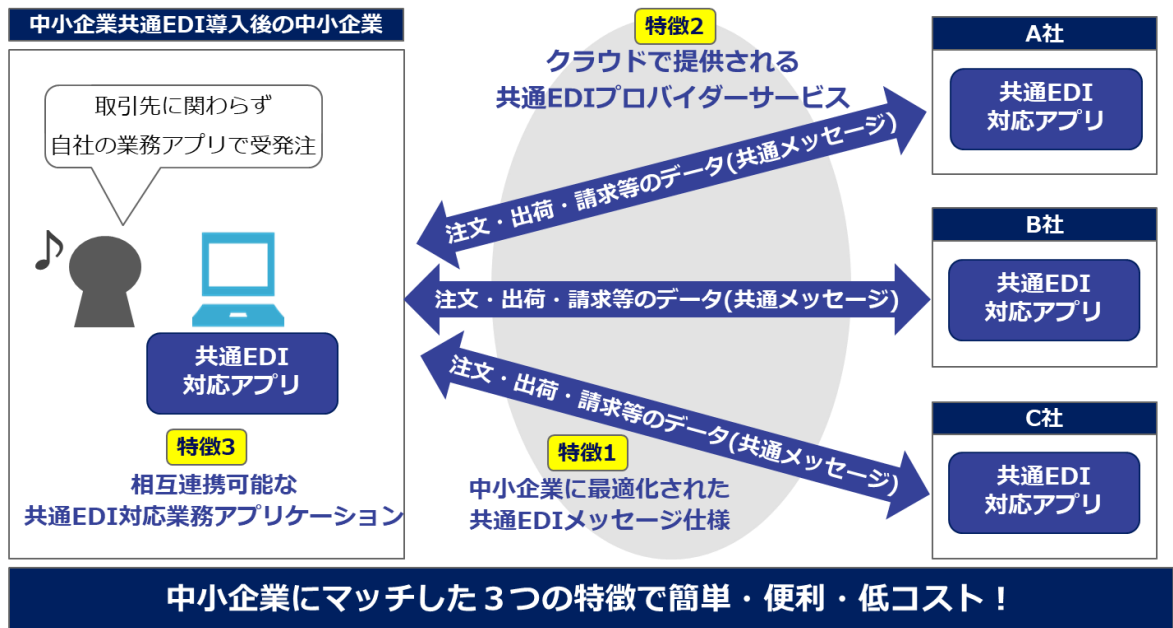 中小企業共通EDI導入後の中小企業
取引先に関わらず
自社の業務アプリで受発注
共通EDI
対応アプリ
特徴3
相互連携可能な
共通EDI対応業務アプリケーション
特徴2
クラウドで提供される
共通EDIプロバイダーサービス
注文・出荷・請求等のデータ(共通メッセージ)
注文・出荷・請求等のデータ(共通メッセージ)
注文・出荷・請求等のデータ(共通メッセージ)
特徴1
中小企業に最適化された
共通EDIメッセージ仕様
A社
共通EDI
対応アプリ
B社
共通EDI
対応アプリ
C社
共通EDI
対応アプリ
中小企業にマッチした３つの特徴で簡単・便利・低コスト！